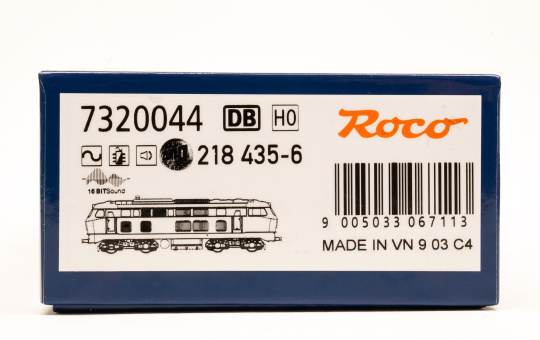 7320044 DB H0 Roco
218 435-6
16 BITSound
9 005033 067113
MADE IN VN 9 03 C4